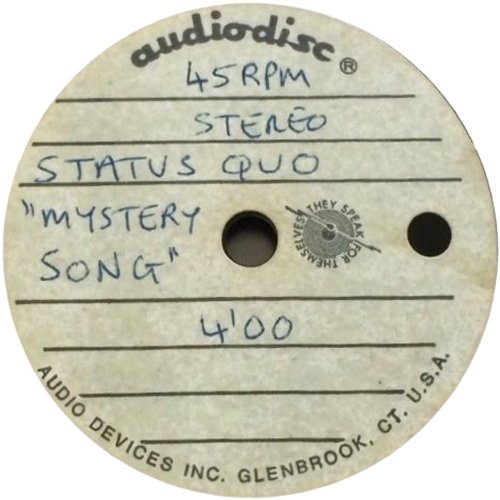 audiodisc®
45RPM
STEREO
STATUS QUO
"MYSTERY
SONG"
THEY SPEAK FOR THEMSELVES!
4'00
AUDIO DEVICES INC. GLENBROOK, CT. U.S.A.